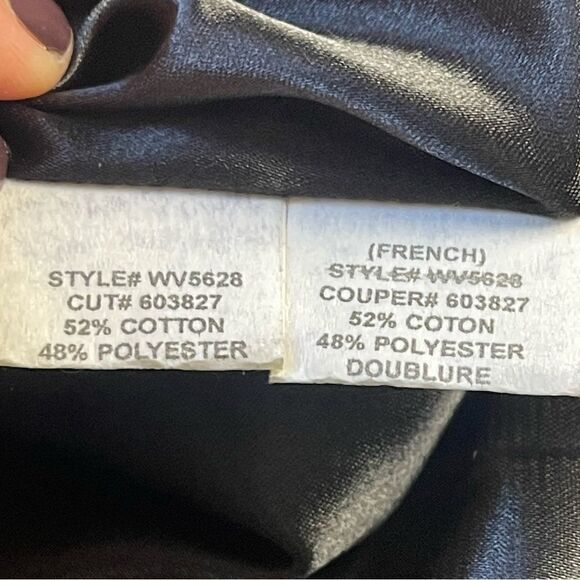 STYLE# WV5628
CUT# 603827
52% COTTON
48% POLYESTER
(FRENCH)
STYLE# WV5628
COUPER# 603827
52% COTON
48% POLYESTER
DOUBLURE